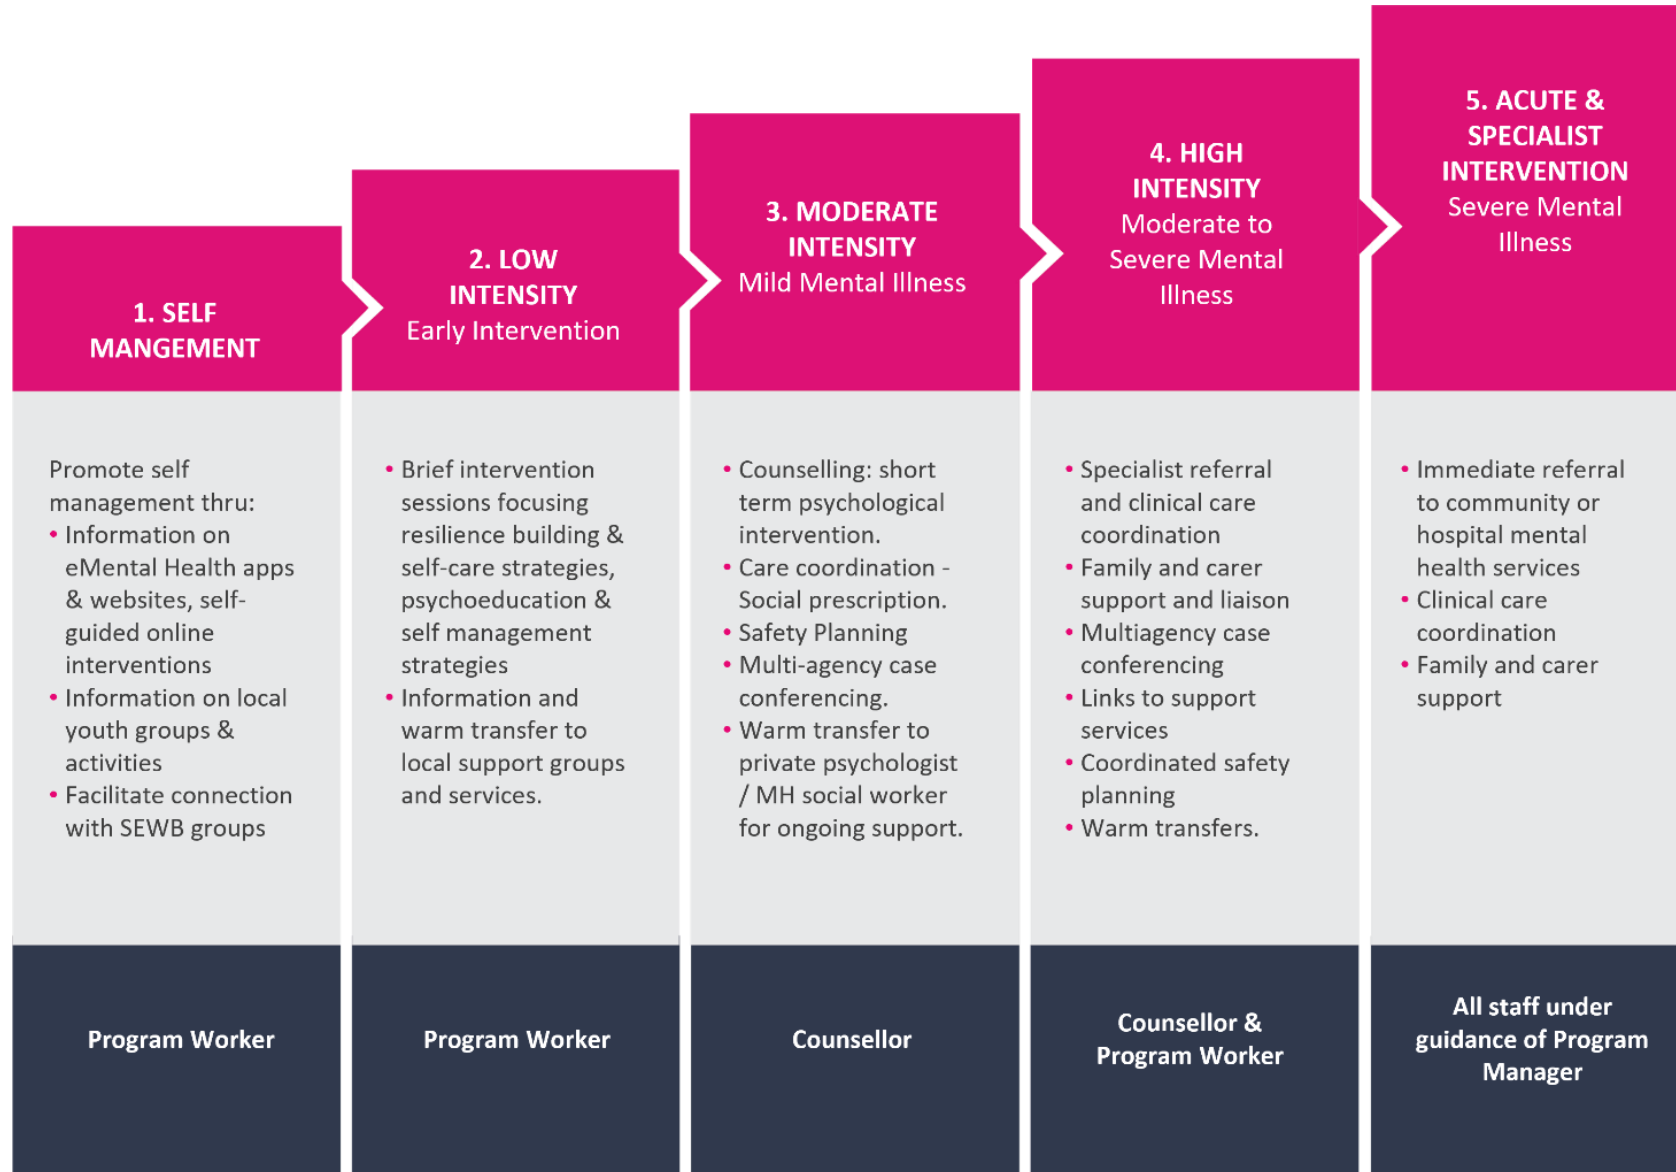 1. SELF
MANGEMENT
Promote self
management thru:
• Information on
eMental Health apps
& websites, self-
guided online
interventions
• Information on local
youth groups &
activities
• Facilitate connection
with SEWB groups
Program Worker
2. LOW
INTENSITY
Early Intervention
• Brief intervention
sessions focusing
resilience building &
self-care strategies,
psychoeducation &
self management
strategies
• Information and
warm transfer to
local support groups
and services.
Program Worker
3. MODERATE
INTENSITY
Mild Mental Illness
• Counselling: short
term psychological
intervention.
• Care coordination -
Social prescription.
• Safety Planning
• Multi-agency case
conferencing.
• Warm transfer to
private psychologist
/ MH social worker
for ongoing support.
Counsellor
4. HIGH
INTENSITY
Moderate to
Severe Mental
Illness
• Specialist referral
and clinical care
coordination
• Family and carer
support and liaison
• Multiagency case
conferencing
• Links to support
services
• Coordinated safety
planning
• Warm transfers.
Counsellor &
Program Worker
5. ACUTE &
SPECIALIST
INTERVENTION
Severe Mental
Illness
• Immediate referral
to community or
hospital mental
health services
• Clinical care
coordination
• Family and carer
support
All staff under
guidance of Program
Manager